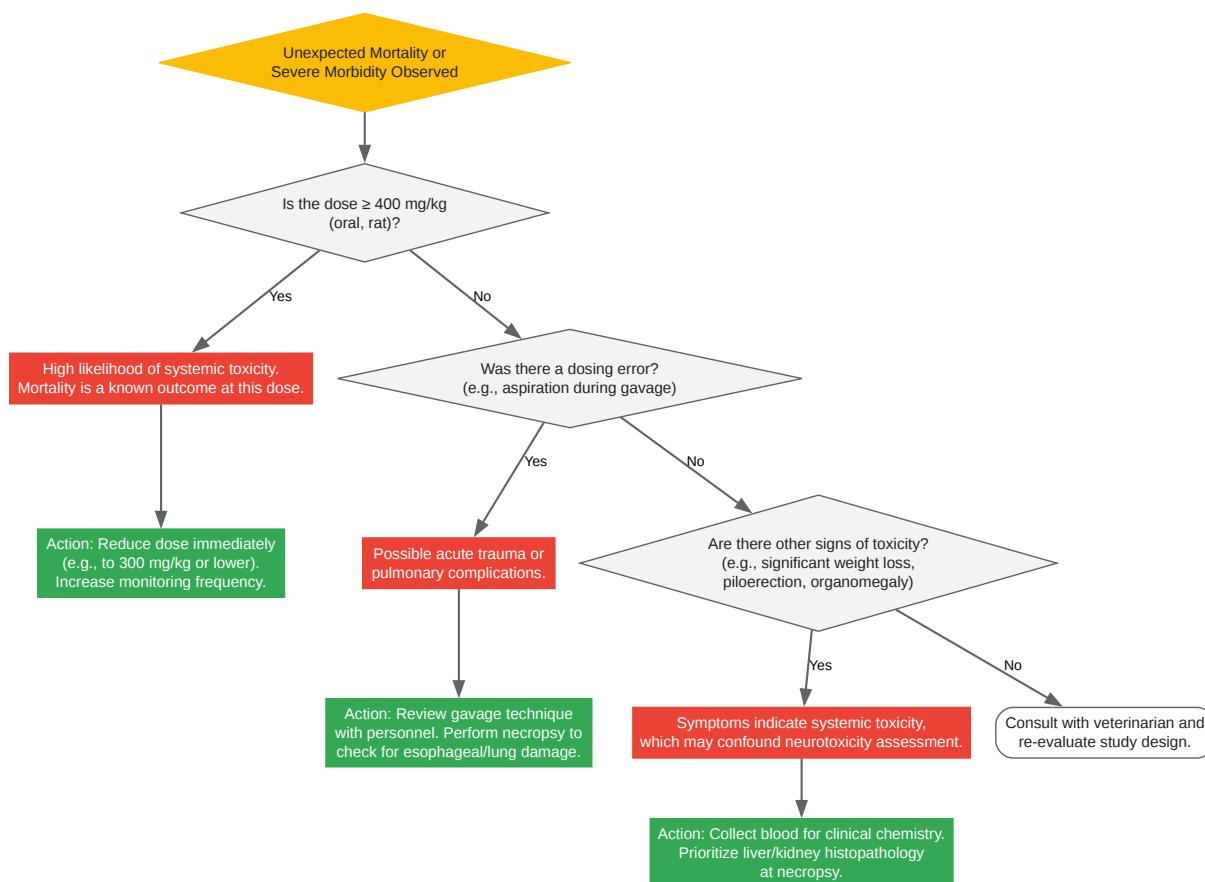 Unexpected Mortality or
Severe Morbidity Observed
Is the dose ≥ 400 mg/kg
(oral, rat)?
Yes
No
High likelihood of systemic toxicity.
Mortality is a known outcome at this dose.
Was there a dosing error?
(e.g., aspiration during gavage)
Yes
No
Action: Reduce dose immediately
(e.g., to 300 mg/kg or lower).
Increase monitoring frequency.
Possible acute trauma or
pulmonary complications.
Are there other signs of toxicity?
(e.g., significant weight loss,
piloerection, organomegaly)
Yes
No
Action: Review gavage technique
with personnel. Perform necropsy to
check for esophageal/lung damage.
Symptoms indicate systemic toxicity,
which may confound neurotoxicity assessment.
Consult with veterinarian and
re-evaluate study design.
Action: Collect blood for clinical chemistry.
Prioritize liver/kidney histopathology
at necropsy.